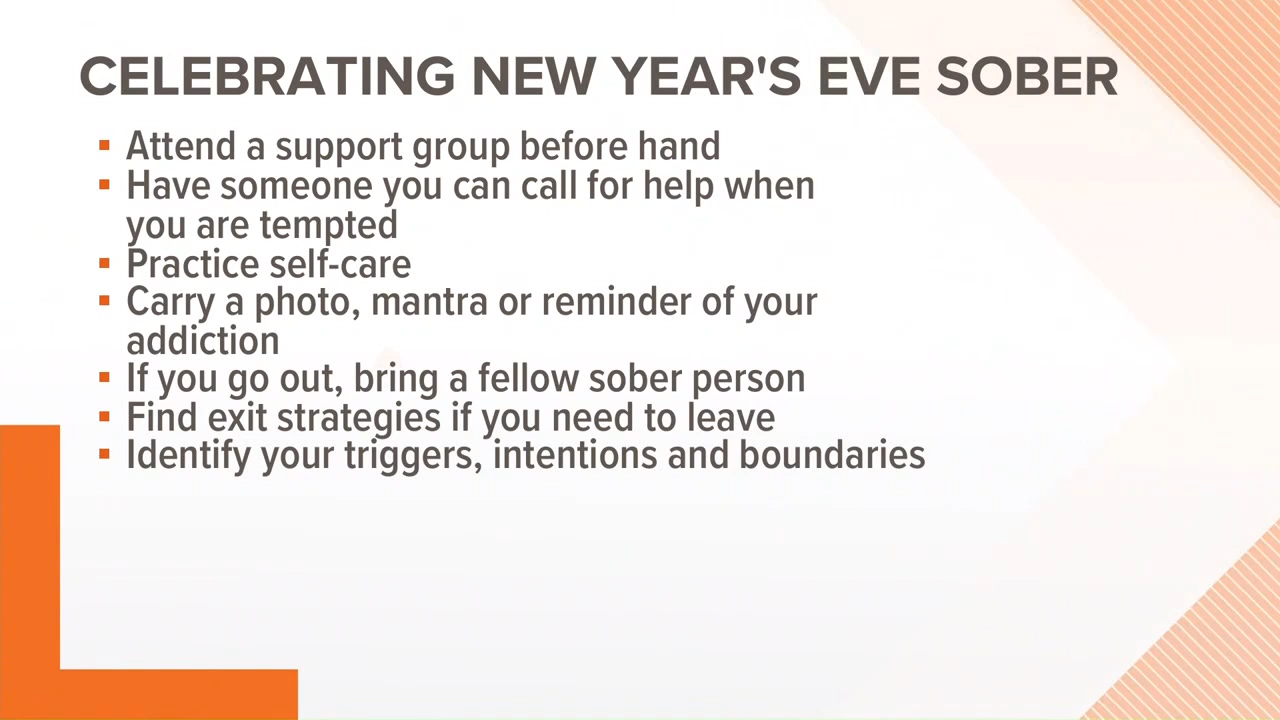 CELEBRATING NEW YEAR'S EVE SOBER
▪ Attend a support group before hand
▪ Have someone you can call for help when
you are tempted
▪ Practice self-care
▪ Carry a photo, mantra or reminder of your
addiction
▪ If you go out, bring a fellow sober person
▪ Find exit strategies if you need to leave
▪ Identify your triggers, intentions and boundaries